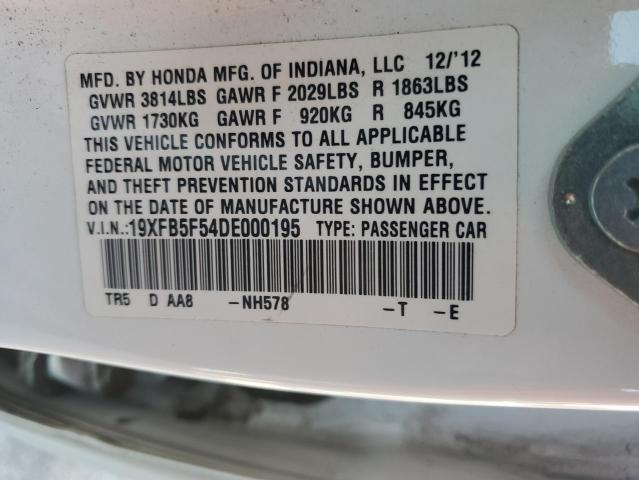 MFD. BY HONDA MFG. OF INDIANA, LLC 12/'12
GVWR 3814LBS GAWR F 2029LBS R 1863LBS
GVWR 1730KG GAWR F 920KG R 845KG
THIS VEHICLE CONFORMS TO ALL APPLICABLE
FEDERAL MOTOR VEHICLE SAFETY, BUMPER,
AND THEFT PREVENTION STANDARDS IN EFFECT
ON THE DATE OF MANUFACTURE SHOWN ABOVE.
V.I.N.:19XFB5F54DE000195 TYPE: PASSENGER CAR
TR5 D AA8 -NH578 -T -E